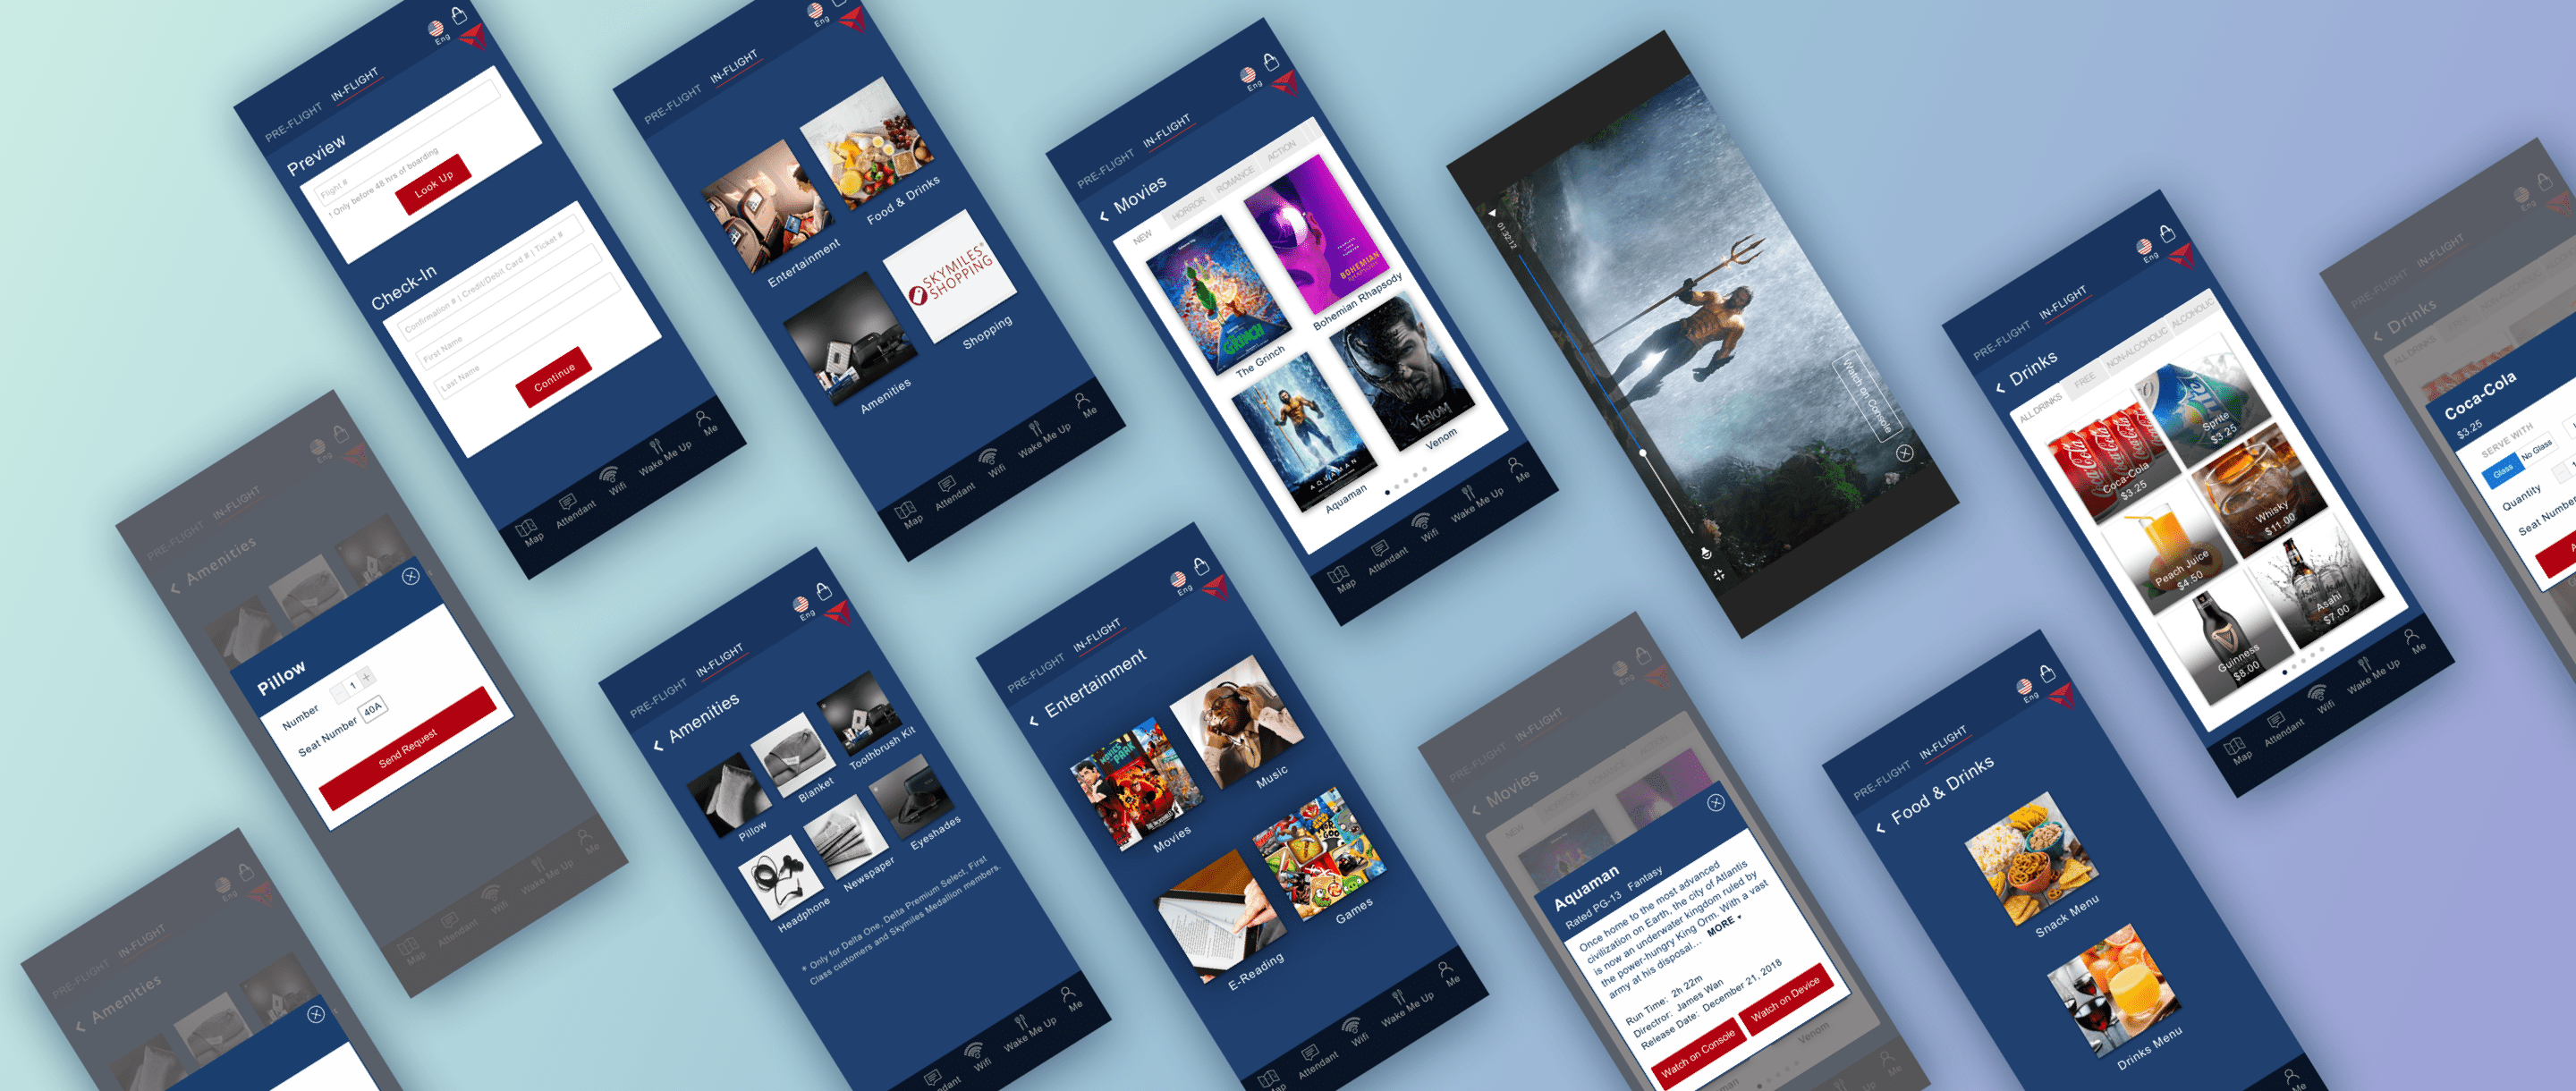 Eng
PRE-FLIGHT IN-FLIGHT
Preview
Flight #
Only before 48 hrs of boarding
Look Up
Check-In
Confirmation # | Credit/Debit Card # | Ticket #
First Name
Last Name
Continue
Map
Attendant
Wifi
Wake Me Up
Me
Eng
PRE-FLIGHT IN-FLIGHT
Entertainment
Food & Drinks
Amenities
SKYMILES®
SHOPPING
Shopping
Map
Attendant
Wifi
Wake Me Up
Me
Eng
PRE-FLIGHT IN-FLIGHT
Movies
NEW HORROR ROMANCE ACTION
GRINCH
The Grinch
BOHEMIAN
RHAPSODY
Bohemian Rhapsody
AQUAMAN
Aquaman
VENOM
Venom
Map
Attendant
Wifi
Wake Me Up
Me
01:32:12
Watch on Console
Eng
PRE-FLIGHT IN-FLIGHT
Drinks
ALL DRINKS FREE NON-ALCOHOLIC ALCOHOLIC
Coca-Cola
$3.25
Sprite
$3.25
Peach Juice
$4.50
Whisky
$11.00
Guinness
$8.00
Asahi
$7.00
Map
Attendant
Wifi
Wake Me Up
Me
Eng
PRE-FLIGHT IN-FLIGHT
Drinks
ALL DRINKS FREE
Coca-Cola
$3.25
SERVE WITH
Glass
No Glass
Quantity
Seat Number
Eng
PRE-FLIGHT IN-FLIGHT
Amenities
Pillow
Number - 1 +
Seat Number 40A
Send Request
Map
Attendant
Wifi
Wake Me Up
Me
Eng
PRE-FLIGHT IN-FLIGHT
Amenities
Eng
PRE-FLIGHT IN-FLIGHT
Amenities
Pillow
Blanket
Toothbrush Kit
Headphone
Newspaper
Eyeshades
* Only for Delta One, Delta Premium Select, First
Class customers and Skymiles Medallion members.
Wifi
Wake Me Up
Me
Eng
PRE-FLIGHT IN-FLIGHT
Entertainment
Movies
Music
E-Reading
Games
Map
Attendant
Wifi
Wake Me Up
Me
Eng
PRE-FLIGHT IN-FLIGHT
Movies
NEW
Aquaman
Rated PG-13 Fantasy
Once home to the most advanced
civilization on Earth, the city of Atlantis
is now an underwater kingdom ruled by
the power-hungry King Orm. With a vast
army at his disposal... MORE
Run Time: 2h 22m
Directror: James Wan
Release Date: December 21, 2018
Watch on Console
Watch on Device
Venom
Me
Eng
PRE-FLIGHT IN-FLIGHT
Food & Drinks
Snack Menu
Drinks Menu